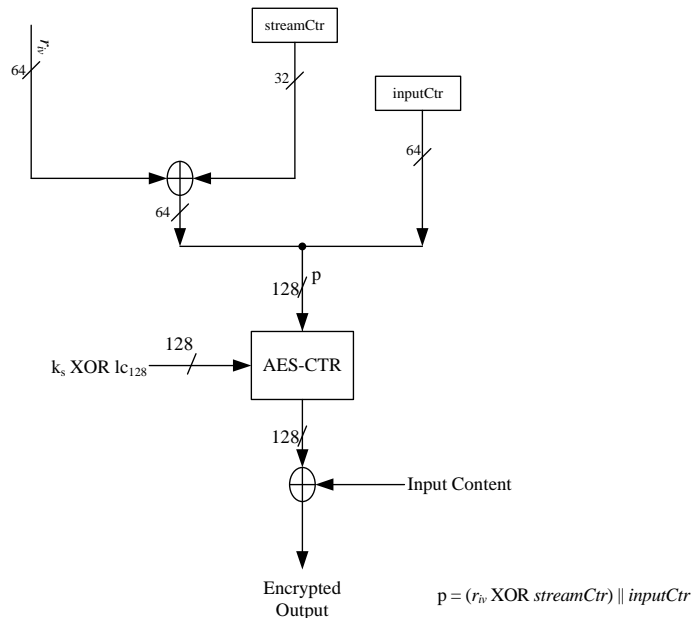 streamCtr
r_iv
64
32
inputCtr
64
64
p
128
128
k_s XOR lc_128
AES-CTR
128
Input Content
Encrypted
Output
p = (r_iv XOR streamCtr) || inputCtr